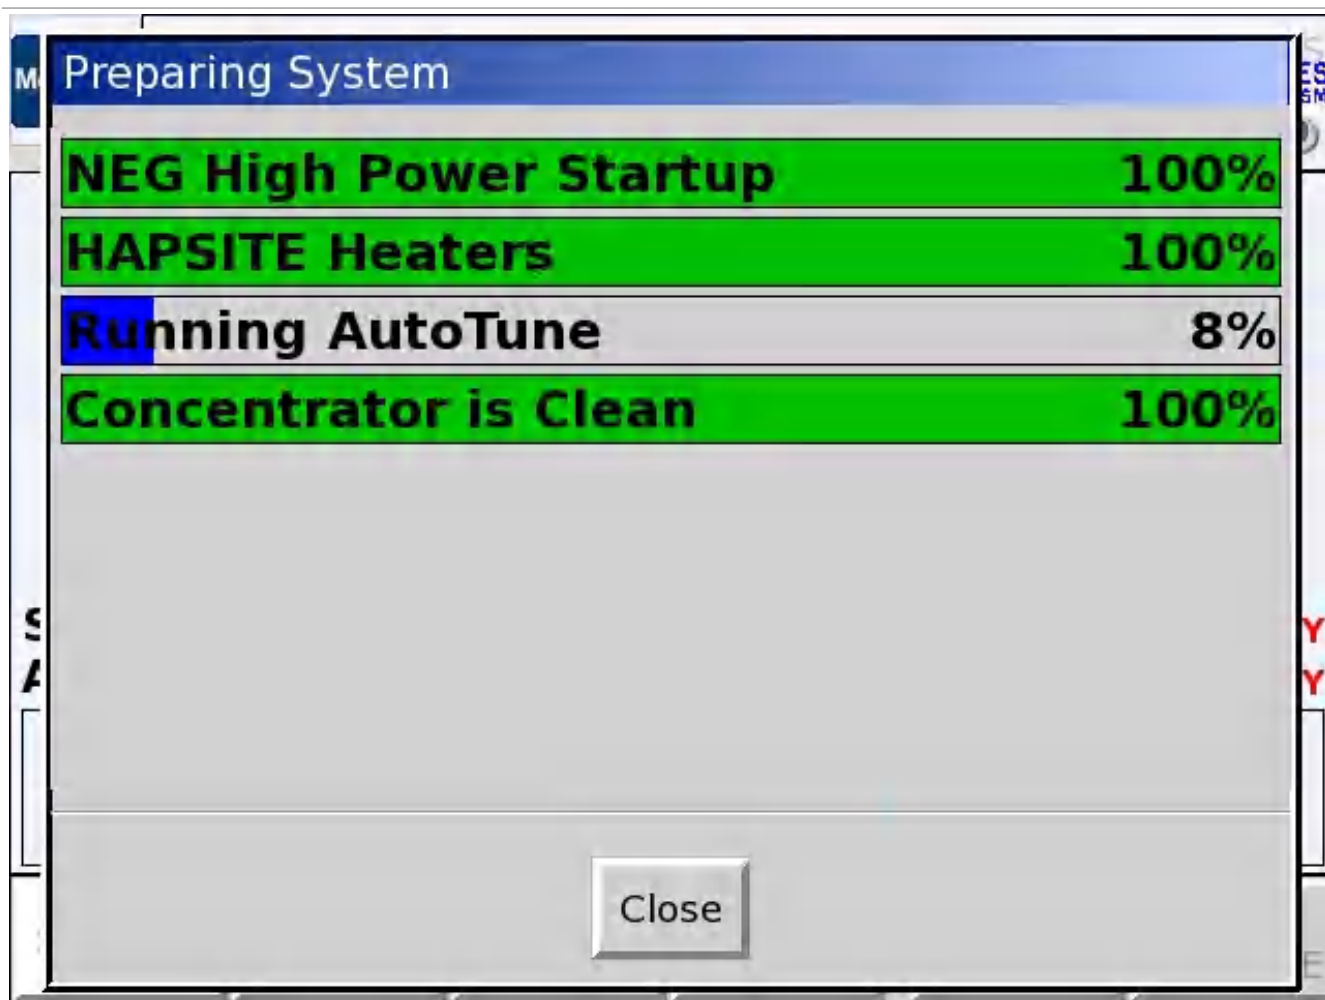 Preparing System
NEG High Power Startup 100%
HAPSITE Heaters 100%
Running AutoTune 8%
Concentrator is Clean 100%
Close